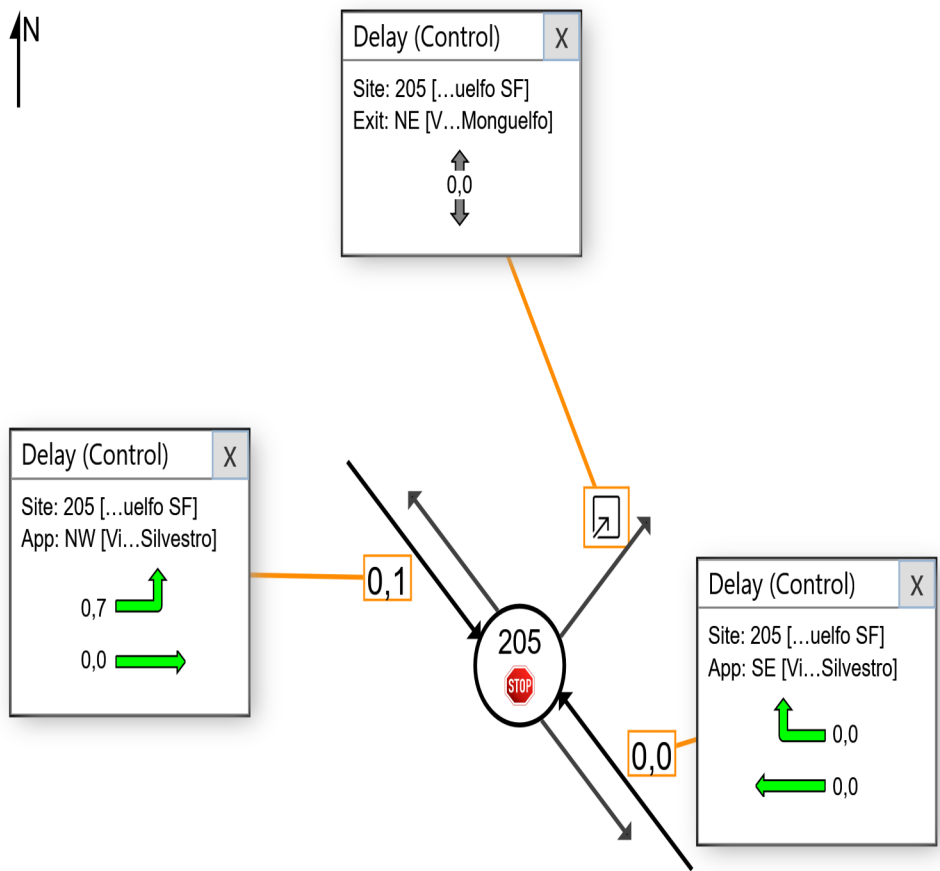 N
Delay (Control) X
Site: 205 [...uelfo SF]
Exit: NE [V...Monguelfo]
0,0
Delay (Control) X
Site: 205 [...uelfo SF]
App: NW [Vi...Silvestro]
0,7
0,0
0,1
205
STOP
0,0
Delay (Control) X
Site: 205 [...uelfo SF]
App: SE [Vi...Silvestro]
0,0
0,0